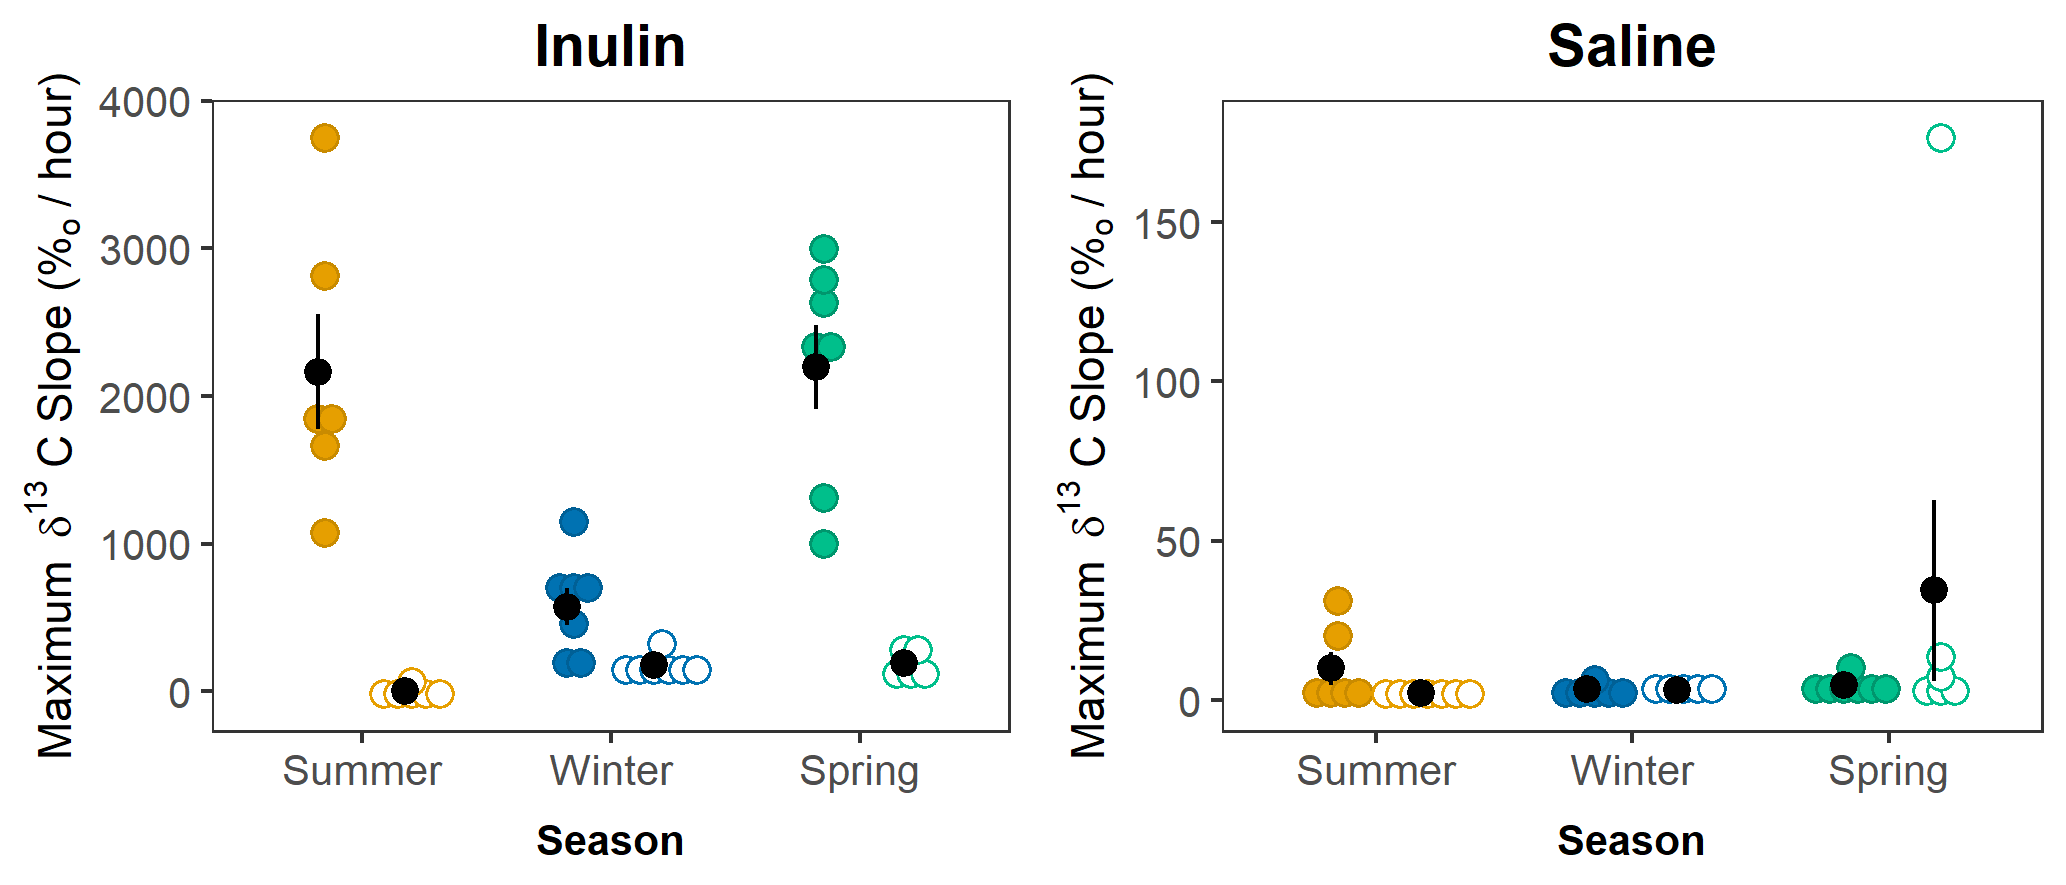 Inulin
Maximum δ¹³ C Slope (‰ / hour)
4000
3000
2000
1000
0
Summer Winter Spring
Season
Saline
Maximum δ¹³ C Slope (‰ / hour)
150
100
50
0
Summer Winter Spring
Season